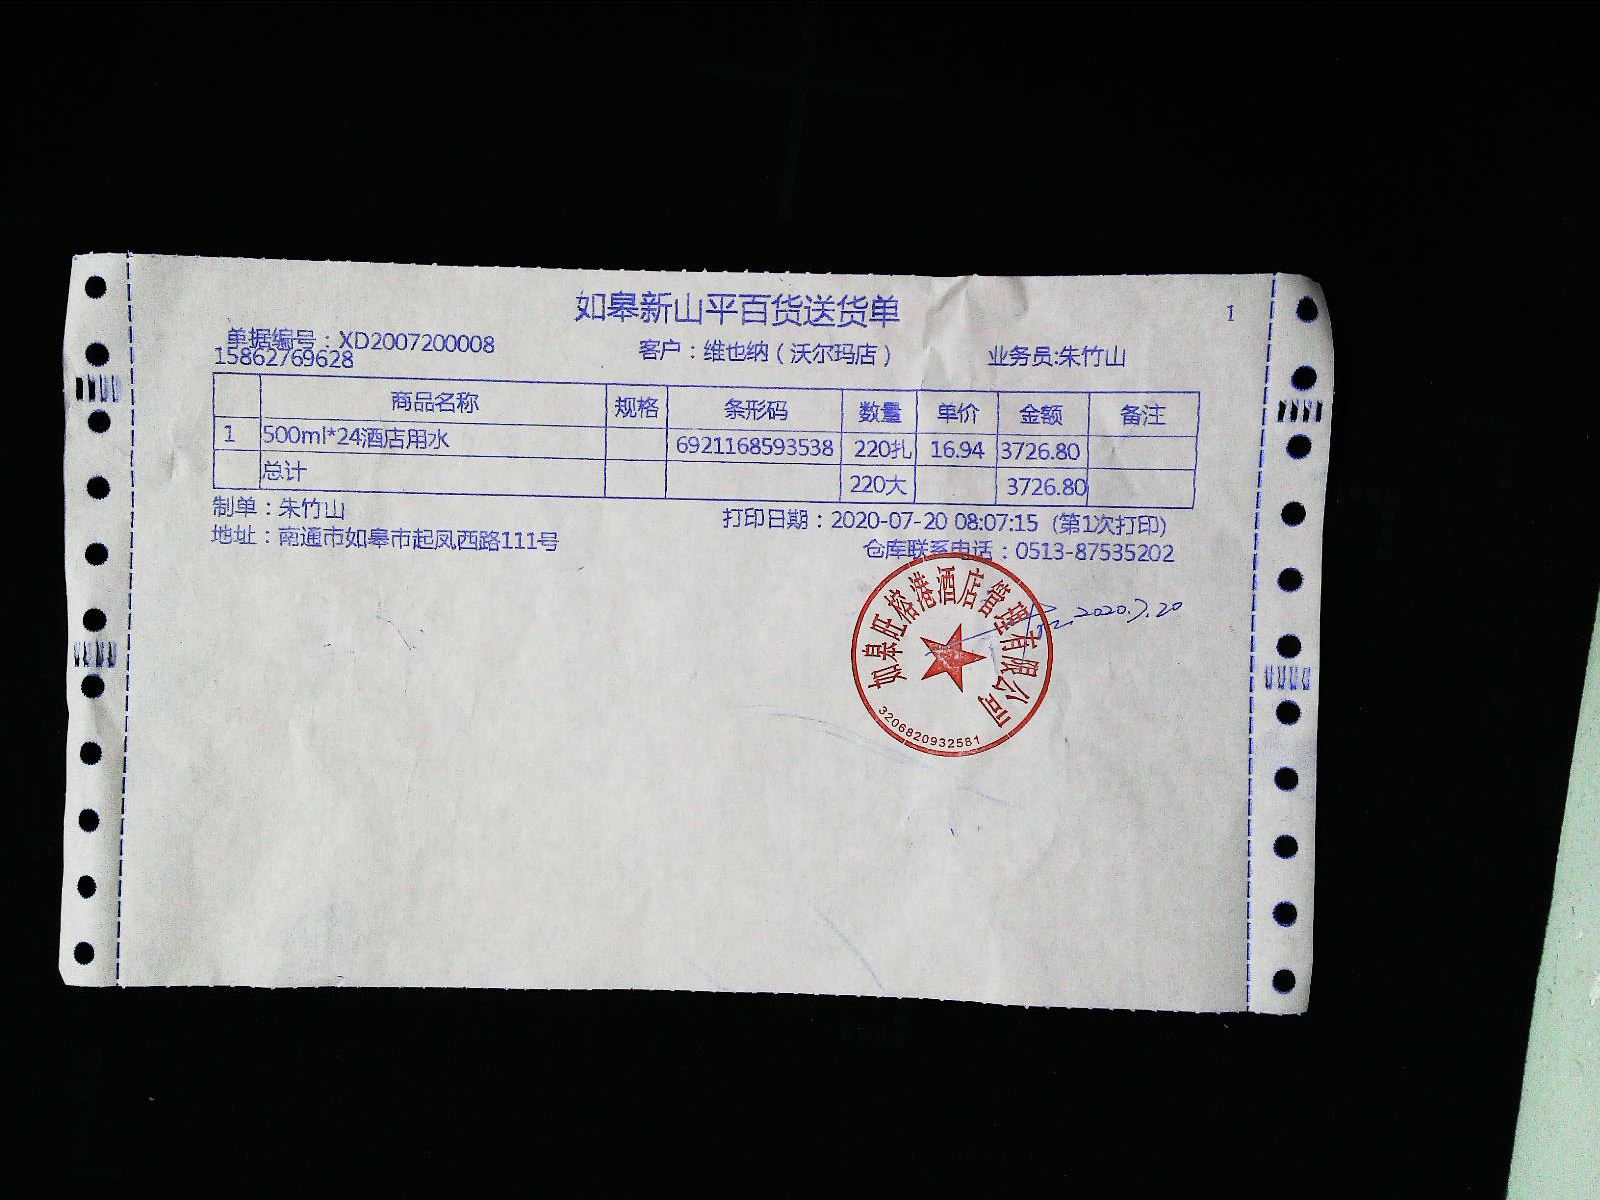 如皋新山平百货送货单
1
单据编号：XD2007200008
15862769628
客户：维也纳（沃尔玛店）
业务员:朱竹山
商品名称 规格 条形码 数量 单价 金额 备注
1 500ml*24酒店用水 6921168593538 220扎 16.94 3726.80
总计 220大 3726.80
制单：朱竹山
打印日期：2020-07-20 08:07:15 (第1次打印)
地址：南通市如皋市起凤西路111号
仓库联系电话：0513-87535202
如皋旺榕港酒店管理有限公司
3206820932581
2020.7.20